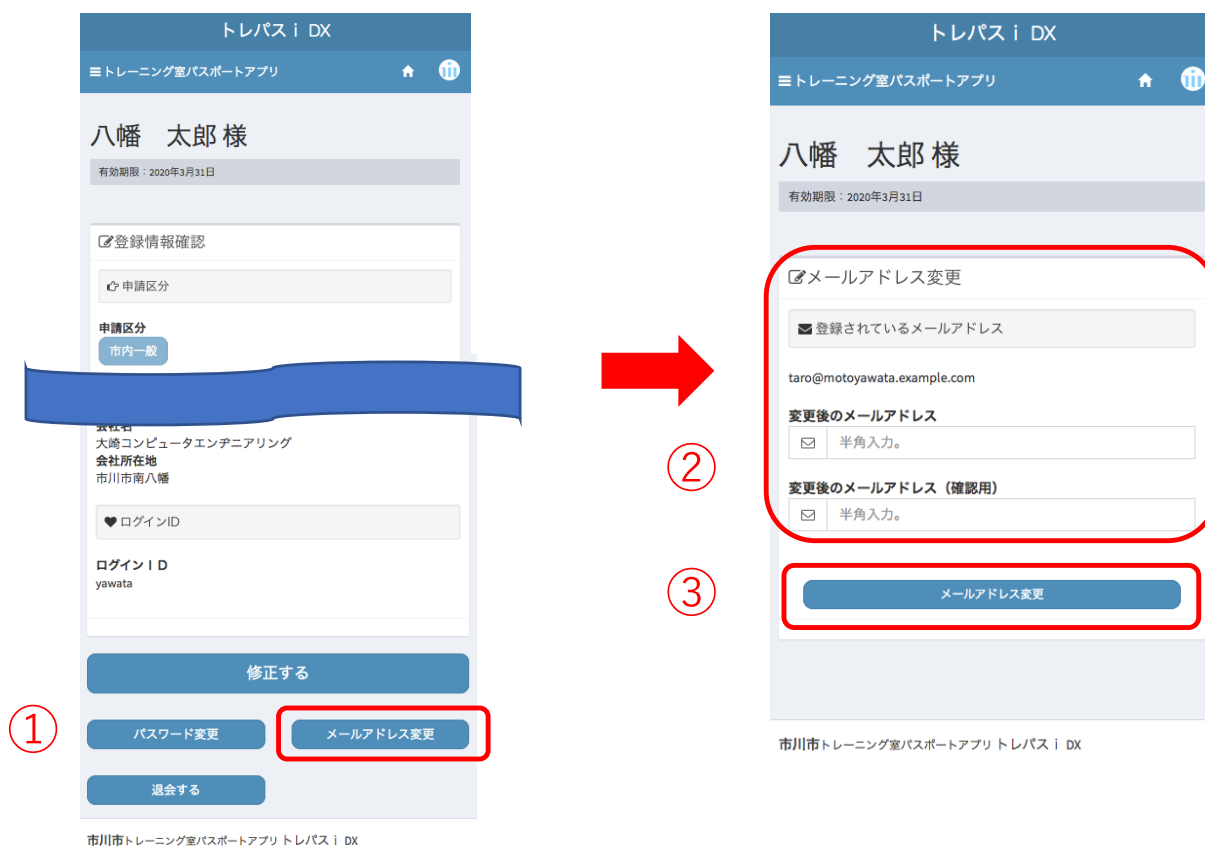 トレパスｉ DX
トレーニング室パスポートアプリ
八幡　太郎 様
有効期限：2020年3月31日
登録情報確認
申請区分
申請区分
市内一般
会社名
大崎コンピュータエンヂニアリング
会社所在地
市川市南八幡
ログインID
ログインＩＤ
yawata
修正する
①
パスワード変更
メールアドレス変更
退会する
市川市トレーニング室パスポートアプリ トレパスｉ DX
トレパスｉ DX
トレーニング室パスポートアプリ
八幡　太郎 様
有効期限：2020年3月31日
メールアドレス変更
登録されているメールアドレス
taro@motoyawata.example.com
②
変更後のメールアドレス
半角入力。
変更後のメールアドレス（確認用）
半角入力。
③
メールアドレス変更
市川市トレーニング室パスポートアプリ トレパスｉ DX